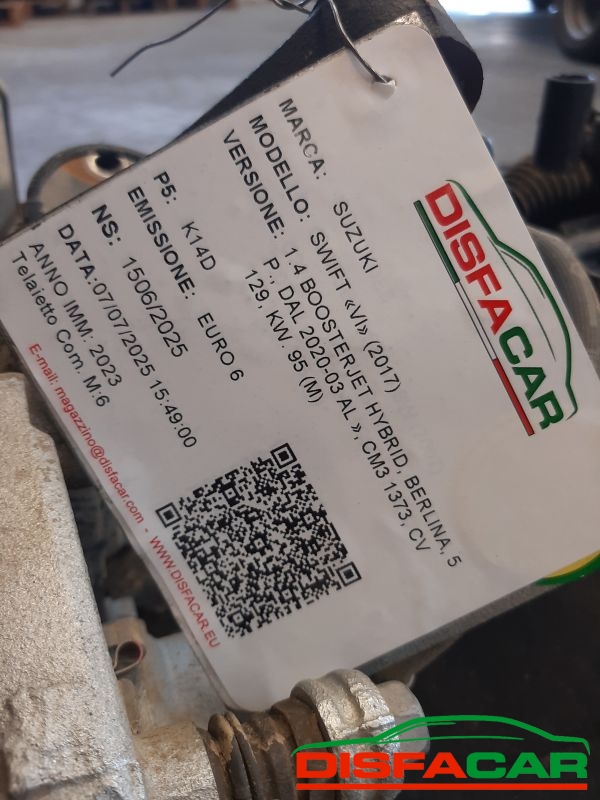 DISFACAR
MARCA: SUZUKI
MODELLO: SWIFT «VI» (2017)
VERSIONE: 1.4 BOOSTERJET HYBRID, BERLINA, 5
P., DAL 2020-03 AL », CM3 1373, CV
129, KW. 95 (M)
P5: K14D
EMISSIONE: EURO 6
NS: 1506/2025
DATA:07/07/2025 15:49:00
ANNO IMM: 2023
Telaietto Com. M.6
E-mail: magazzino@disfacar.com - WWW.DISFACAR.EU
DISFACAR